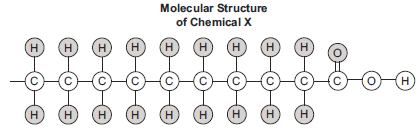 Molecular Structure
of Chemical X
H H H H H H H H H O
C C C C C C C C C C O H
H H H H H H H H H